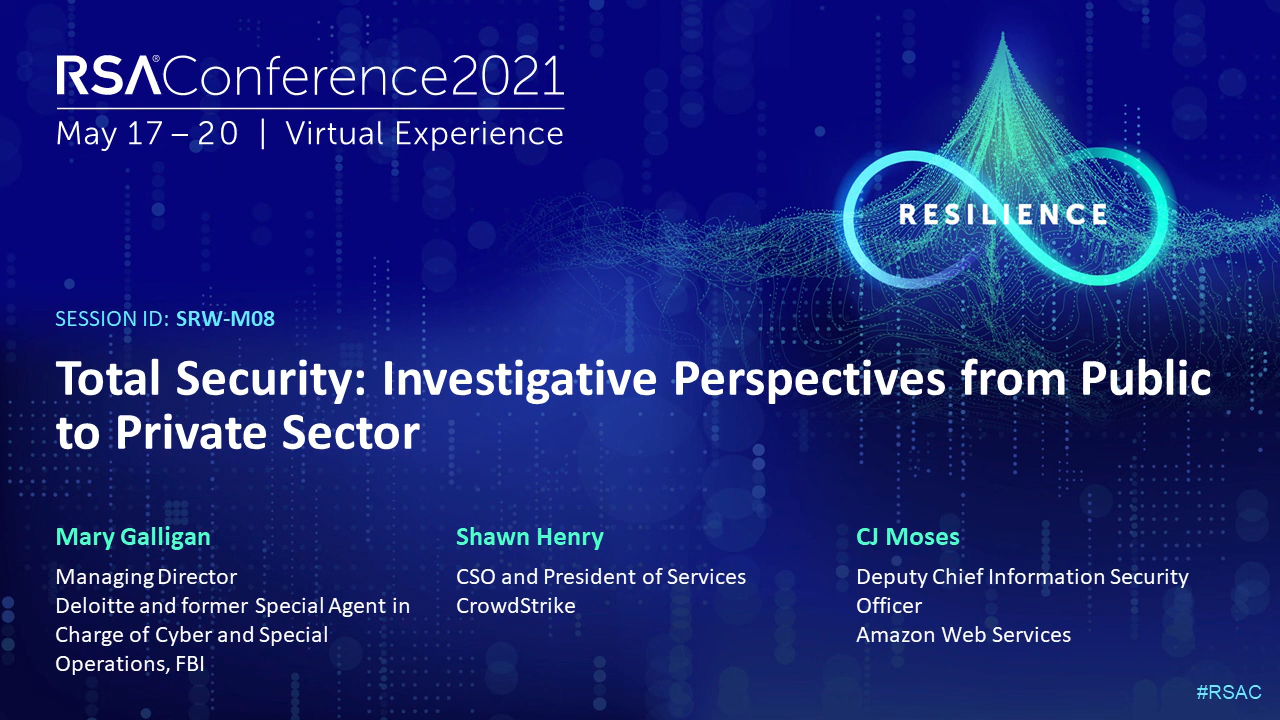 RSA®Conference2021
May 17 – 20 | Virtual Experience
RESILIENCE
SESSION ID: SRW-M08
Total Security: Investigative Perspectives from Public
to Private Sector
Mary Galligan
Managing Director
Deloitte and former Special Agent in
Charge of Cyber and Special
Operations, FBI
Shawn Henry
CSO and President of Services
CrowdStrike
CJ Moses
Deputy Chief Information Security
Officer
Amazon Web Services
#RSAC